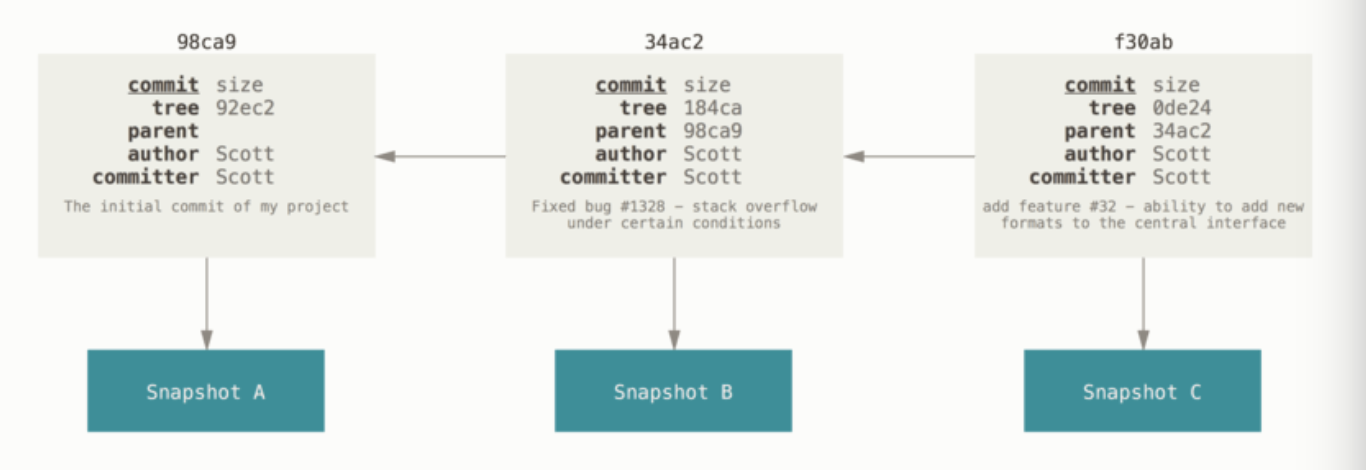 98ca9
commit size
tree 92ec2
parent
author Scott
committer Scott
The initial commit of my project
Snapshot A
34ac2
commit size
tree 184ca
parent 98ca9
author Scott
committer Scott
Fixed bug #1328 – stack overflow
under certain conditions
Snapshot B
f30ab
commit size
tree 0de24
parent 34ac2
author Scott
committer Scott
add feature #32 – ability to add new
formats to the central interface
Snapshot C